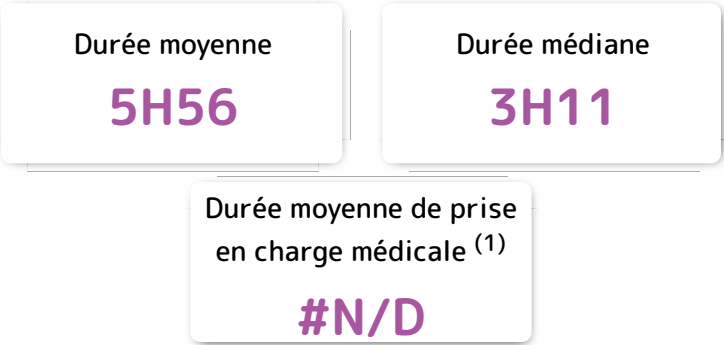 Durée moyenne
5H56
Durée médiane
3H11
Durée moyenne de prise
en charge médicale (1)
#N/D